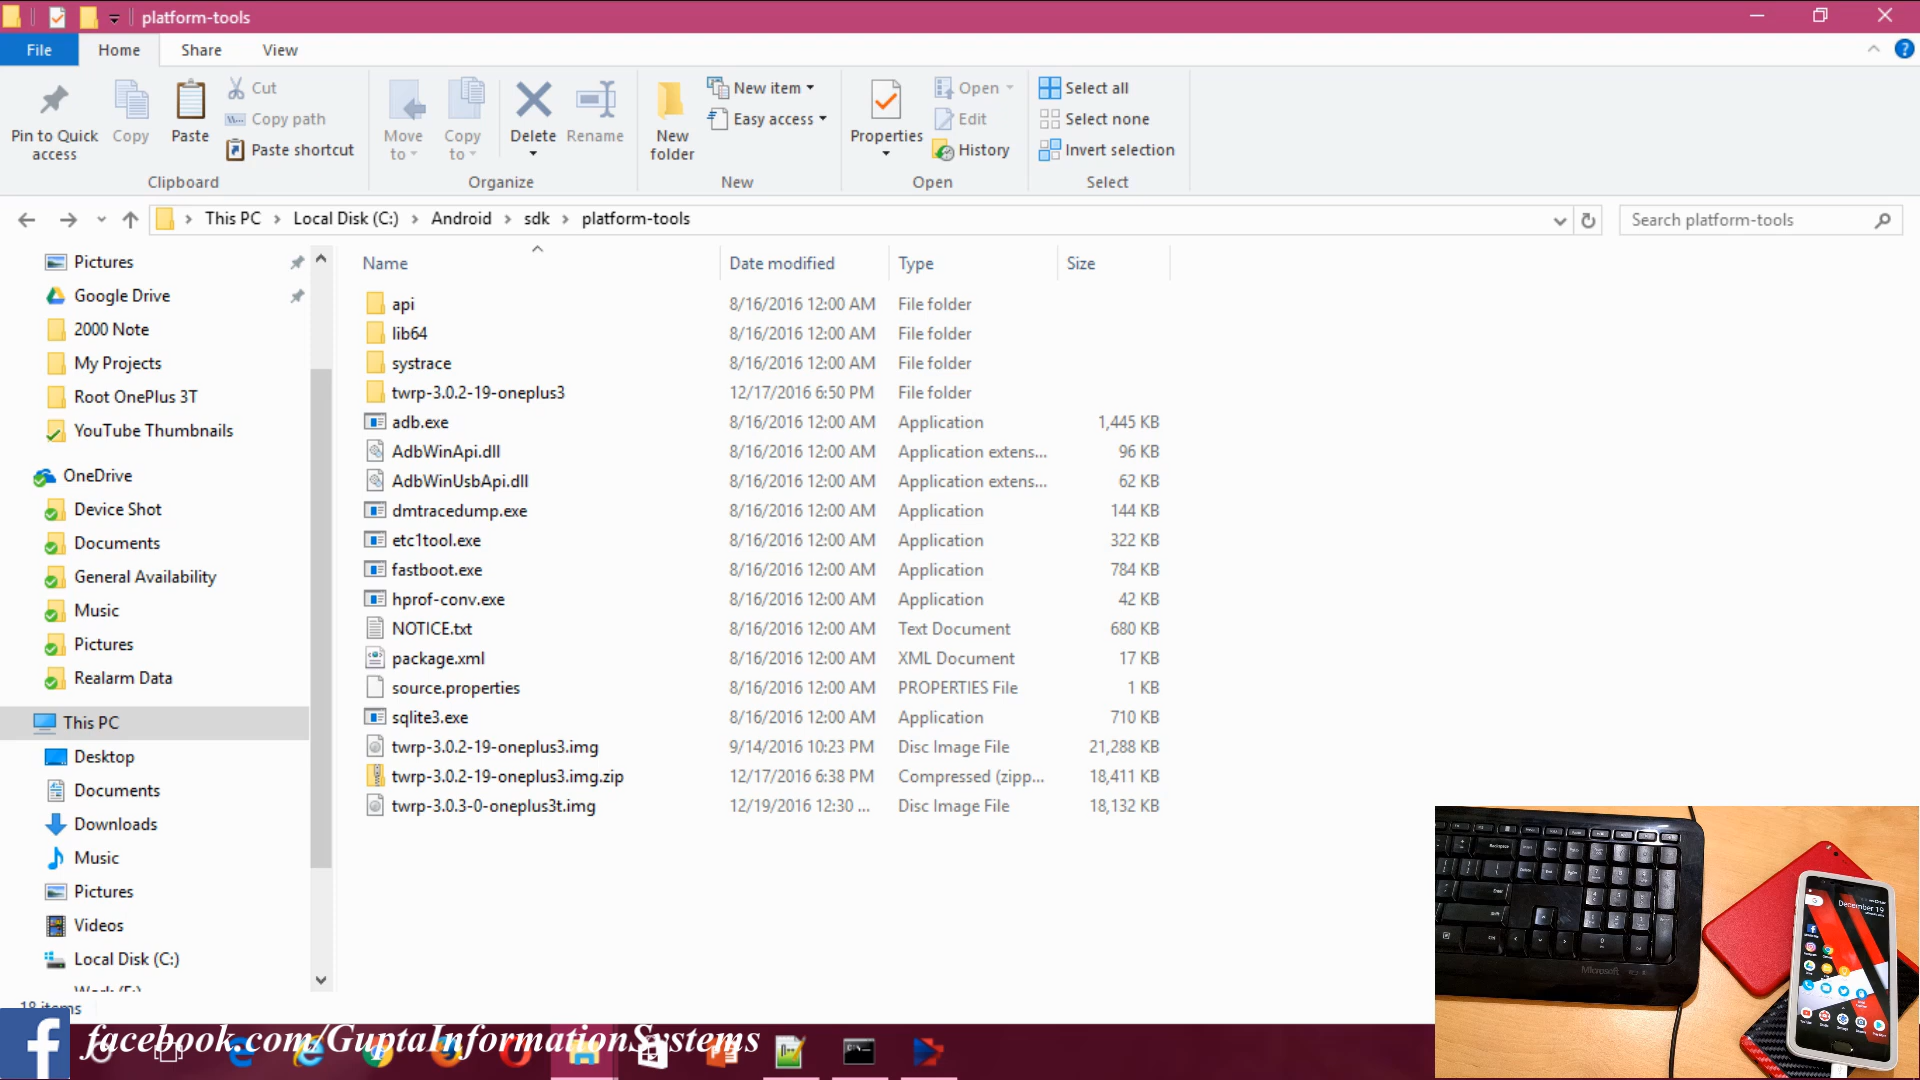 platform-tools
File
Home
Share
View
Pin to Quick access
Copy
Paste
Cut
Copy path
Paste shortcut
Clipboard
Move to
Copy to
Delete
Rename
Organize
New folder
New item
Easy access
New
Properties
Open
Edit
History
Open
Select all
Select none
Invert selection
Select
This PC
Local Disk (C:)
Android
sdk
platform-tools
Search platform-tools
Pictures
Google Drive
2000 Note
My Projects
Root OnePlus 3T
YouTube Thumbnails
OneDrive
Device Shot
Documents
General Availability
Music
Pictures
Realarm Data
This PC
Desktop
Documents
Downloads
Music
Pictures
Videos
Local Disk (C:)
Name Date modified Type Size
api 8/16/2016 12:00 AM File folder
lib64 8/16/2016 12:00 AM File folder
systrace 8/16/2016 12:00 AM File folder
twrp-3.0.2-19-oneplus3 12/17/2016 6:50 PM File folder
adb.exe 8/16/2016 12:00 AM Application 1,445 KB
AdbWinApi.dll 8/16/2016 12:00 AM Application extens... 96 KB
AdbWinUsbApi.dll 8/16/2016 12:00 AM Application extens... 62 KB
dmtracedump.exe 8/16/2016 12:00 AM Application 144 KB
etc1tool.exe 8/16/2016 12:00 AM Application 322 KB
fastboot.exe 8/16/2016 12:00 AM Application 784 KB
hprof-conv.exe 8/16/2016 12:00 AM Application 42 KB
NOTICE.txt 8/16/2016 12:00 AM Text Document 680 KB
package.xml 8/16/2016 12:00 AM XML Document 17 KB
source.properties 8/16/2016 12:00 AM PROPERTIES File 1 KB
sqlite3.exe 8/16/2016 12:00 AM Application 710 KB
twrp-3.0.2-19-oneplus3.img 9/14/2016 10:23 PM Disc Image File 21,288 KB
twrp-3.0.2-19-oneplus3.img.zip 12/17/2016 6:38 PM Compressed (zipp... 18,411 KB
twrp-3.0.3-0-oneplus3t.img 12/19/2016 12:30 ... Disc Image File 18,132 KB
18 items
facebook.com/GuptaInformationSystems
December 19
Microsoft